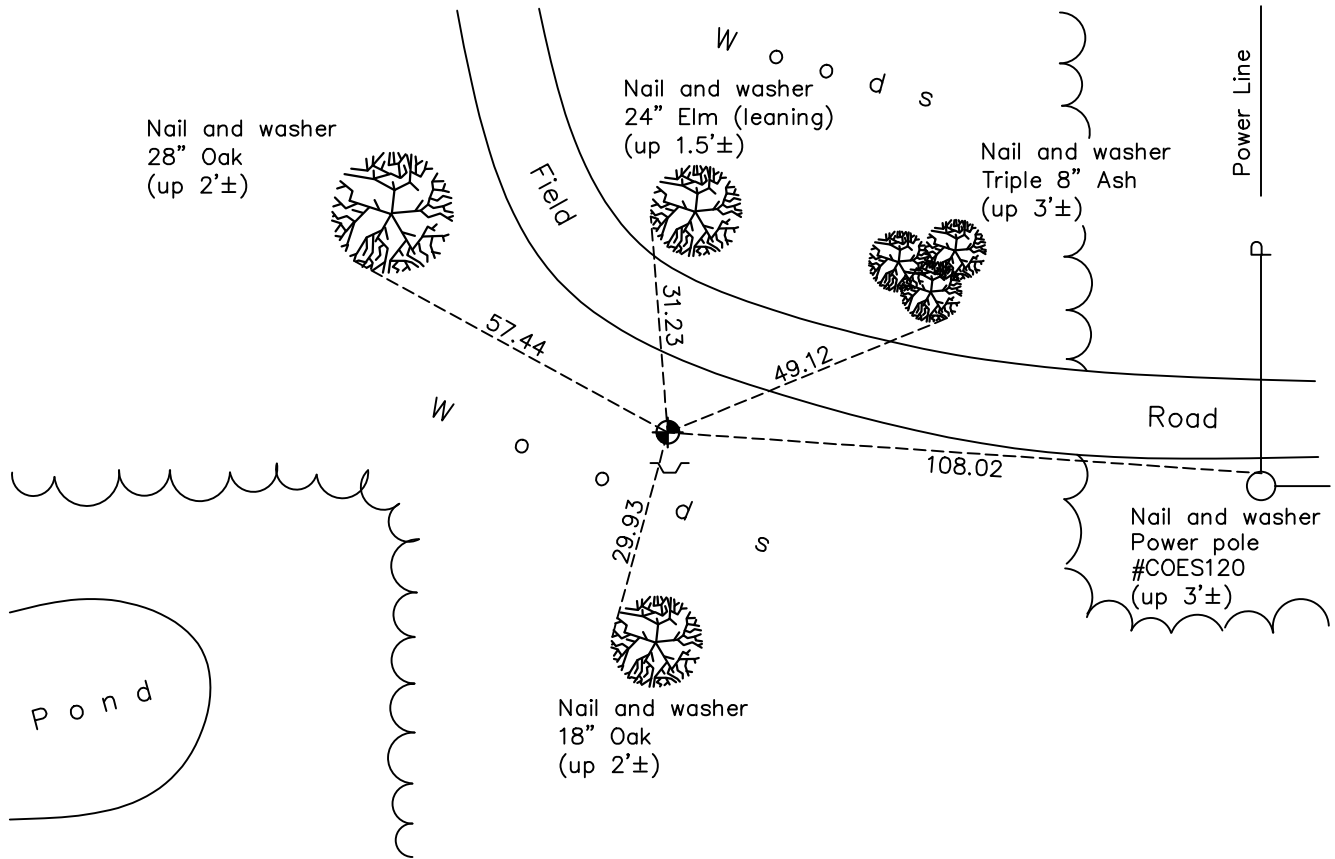 W o o d s
Nail and washer
24” Elm (leaning)
(up 1.5’±)
Nail and washer
28” Oak
(up 2’±)
Nail and washer
Triple 8” Ash
(up 3’±)
Power Line
P
Field
57.44
31.23
49.12
Road
W o o d s
108.02
29.93
Nail and washer
Power pole
#COES120
(up 3’±)
Pond
Nail and washer
18” Oak
(up 2’±)